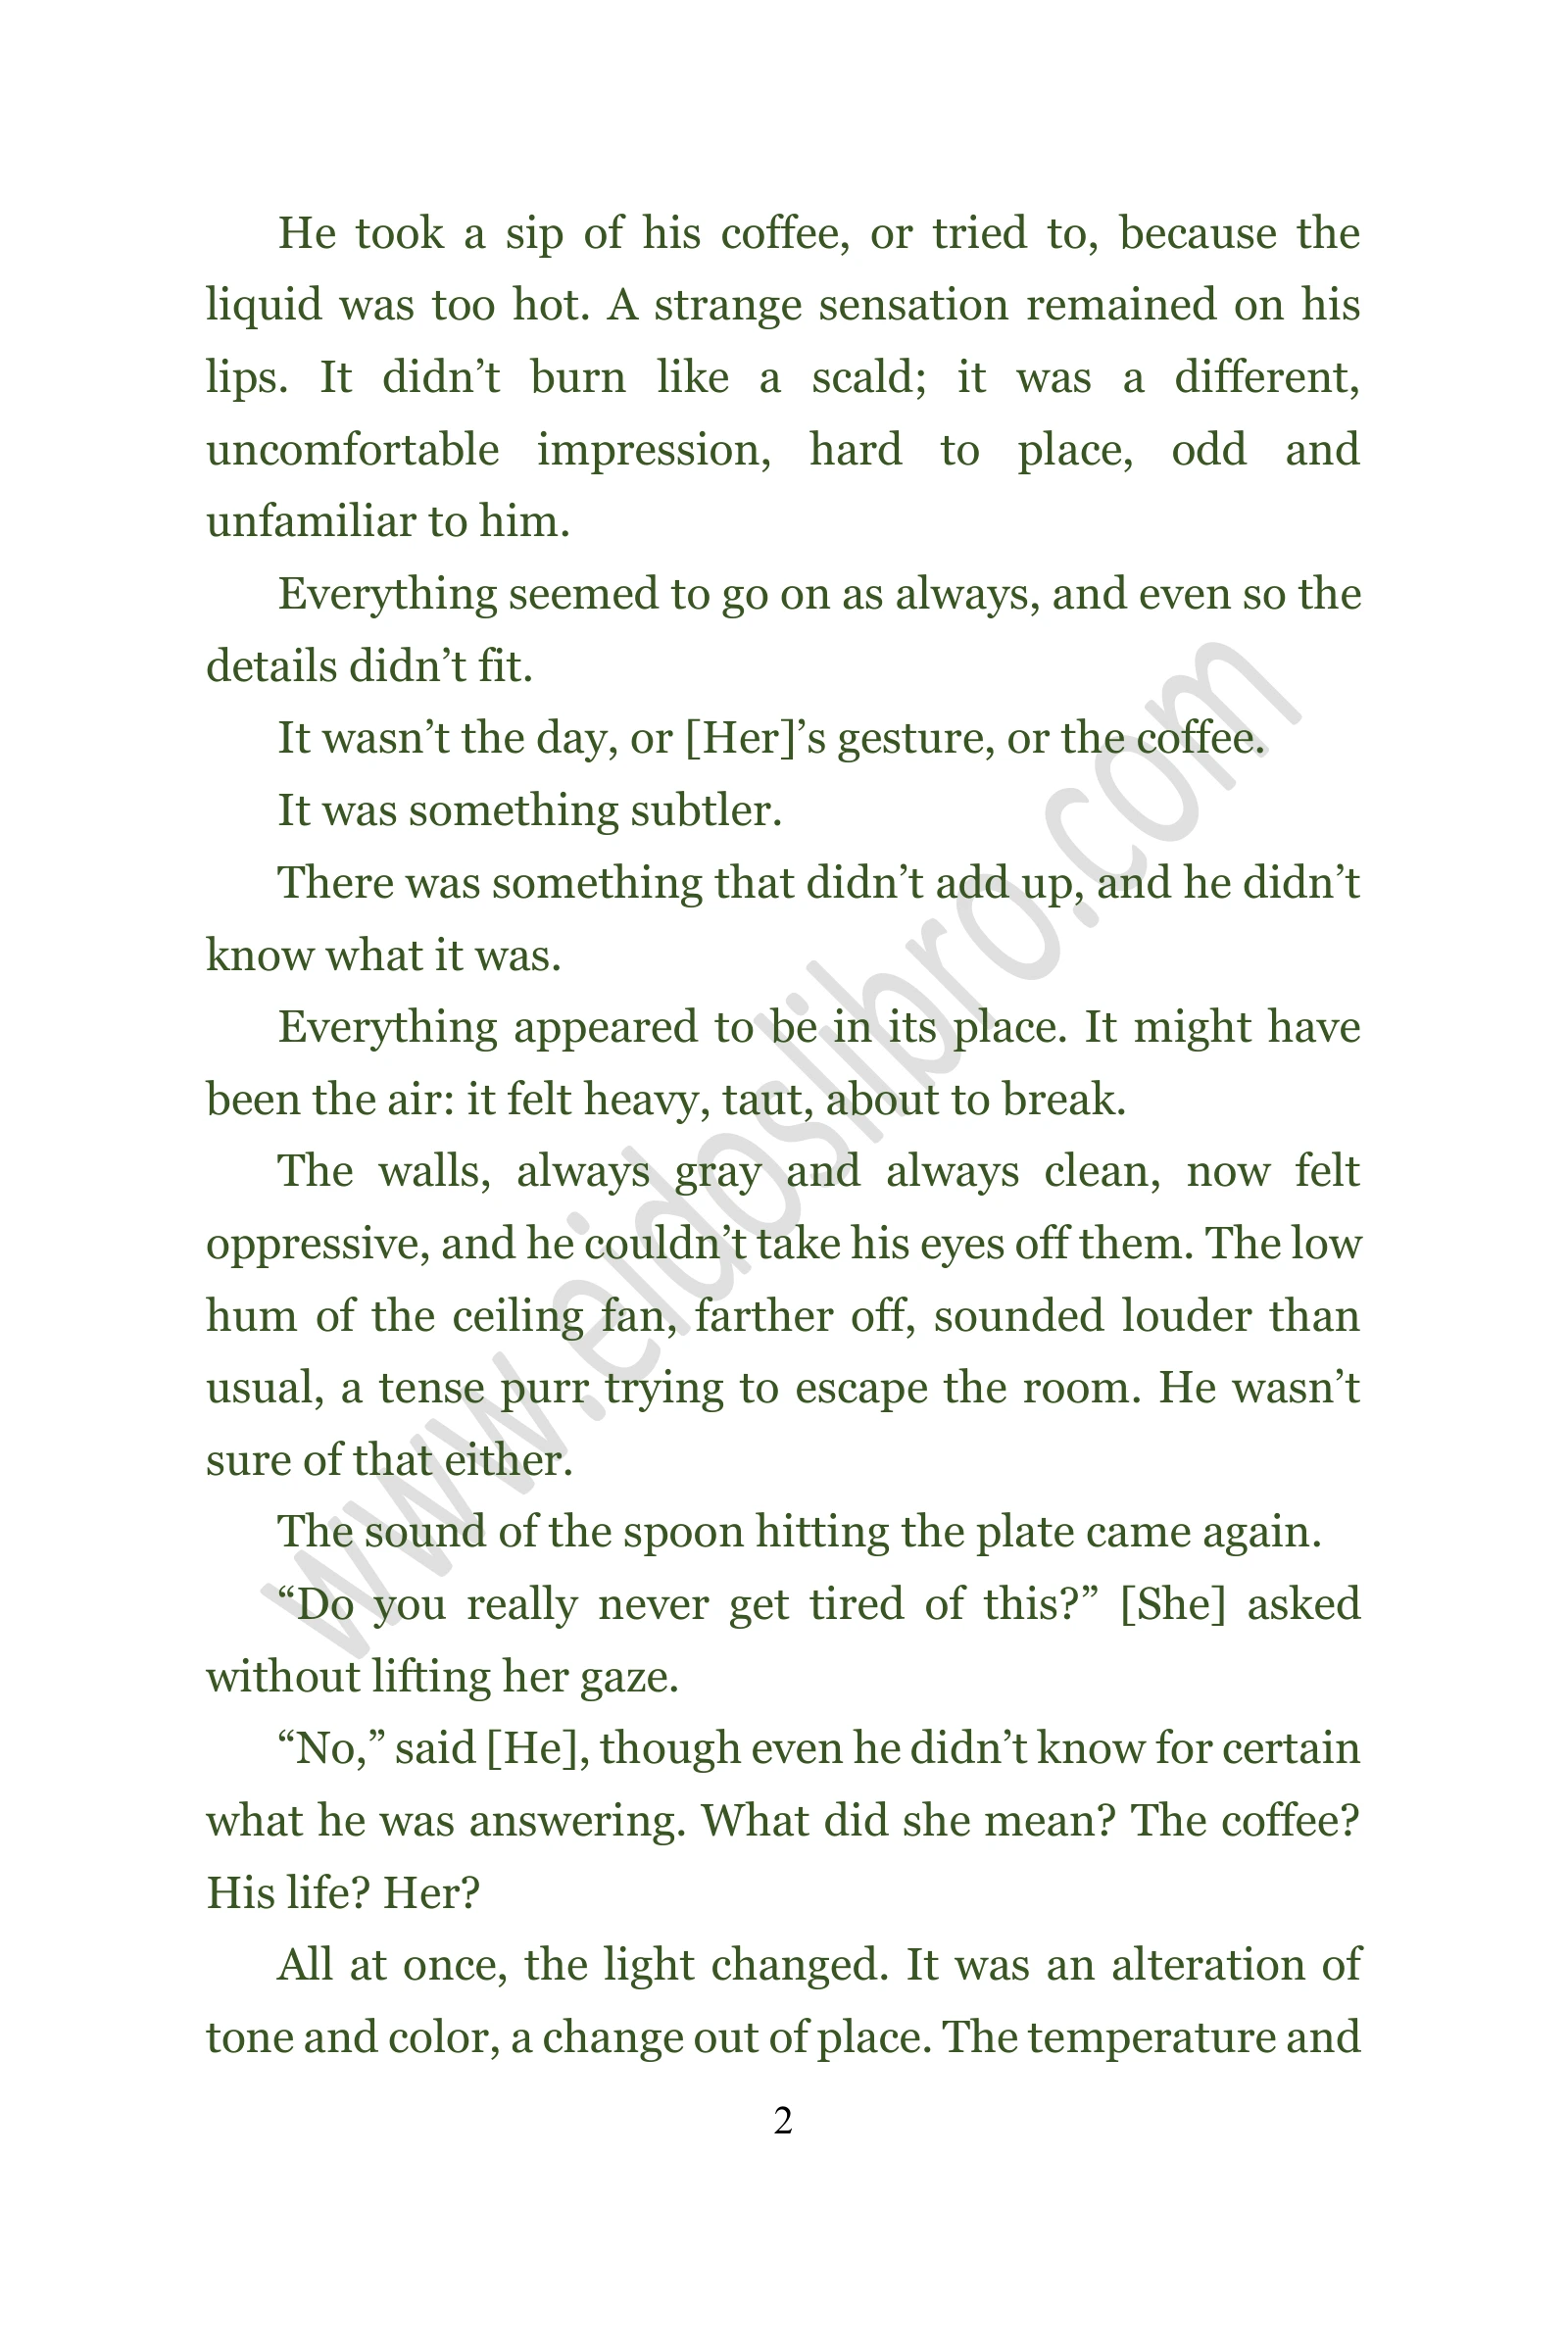 He took a sip of his coffee, or tried to, because the
liquid was too hot. A strange sensation remained on his
lips. It didn’t burn like a scald; it was a different,
uncomfortable impression, hard to place, odd and
unfamiliar to him.
Everything seemed to go on as always, and even so the
details didn’t fit.
It wasn’t the day, or [Her]’s gesture, or the coffee.
It was something subtler.
There was something that didn’t add up, and he didn’t
know what it was.
Everything appeared to be in its place. It might have
been the air: it felt heavy, taut, about to break.
The walls, always gray and always clean, now felt
oppressive, and he couldn’t take his eyes off them. The low
hum of the ceiling fan, farther off, sounded louder than
usual, a tense purr trying to escape the room. He wasn’t
sure of that either.
The sound of the spoon hitting the plate came again.
“Do you really never get tired of this?” [She] asked
without lifting her gaze.
“No,” said [He], though even he didn’t know for certain
what he was answering. What did she mean? The coffee?
His life? Her?
All at once, the light changed. It was an alteration of
tone and color, a change out of place. The temperature and
2
www.eidoslibro.com